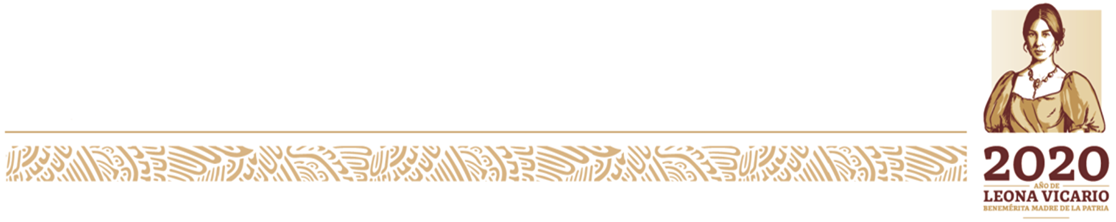 2020
AÑO DE
LEONA VICARIO
BENEMÉRITA MADRE DE LA PATRIA